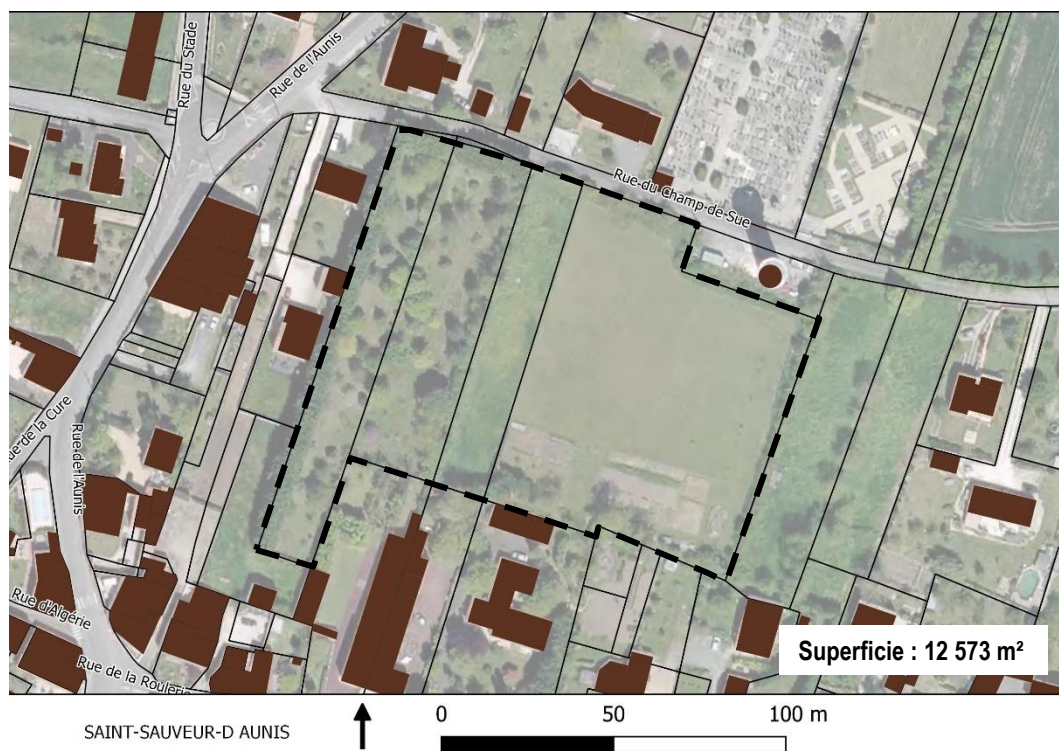 Rue du Stade
Rue de l'Aunis
Rue du Champ de Sue
Rue de la Cure
Rue de l'Aunis
Rue d'Algérie
Rue de la Roulerie
Superficie : 12 573 m²
SAINT-SAUVEUR-D AUNIS
0 50 100 m